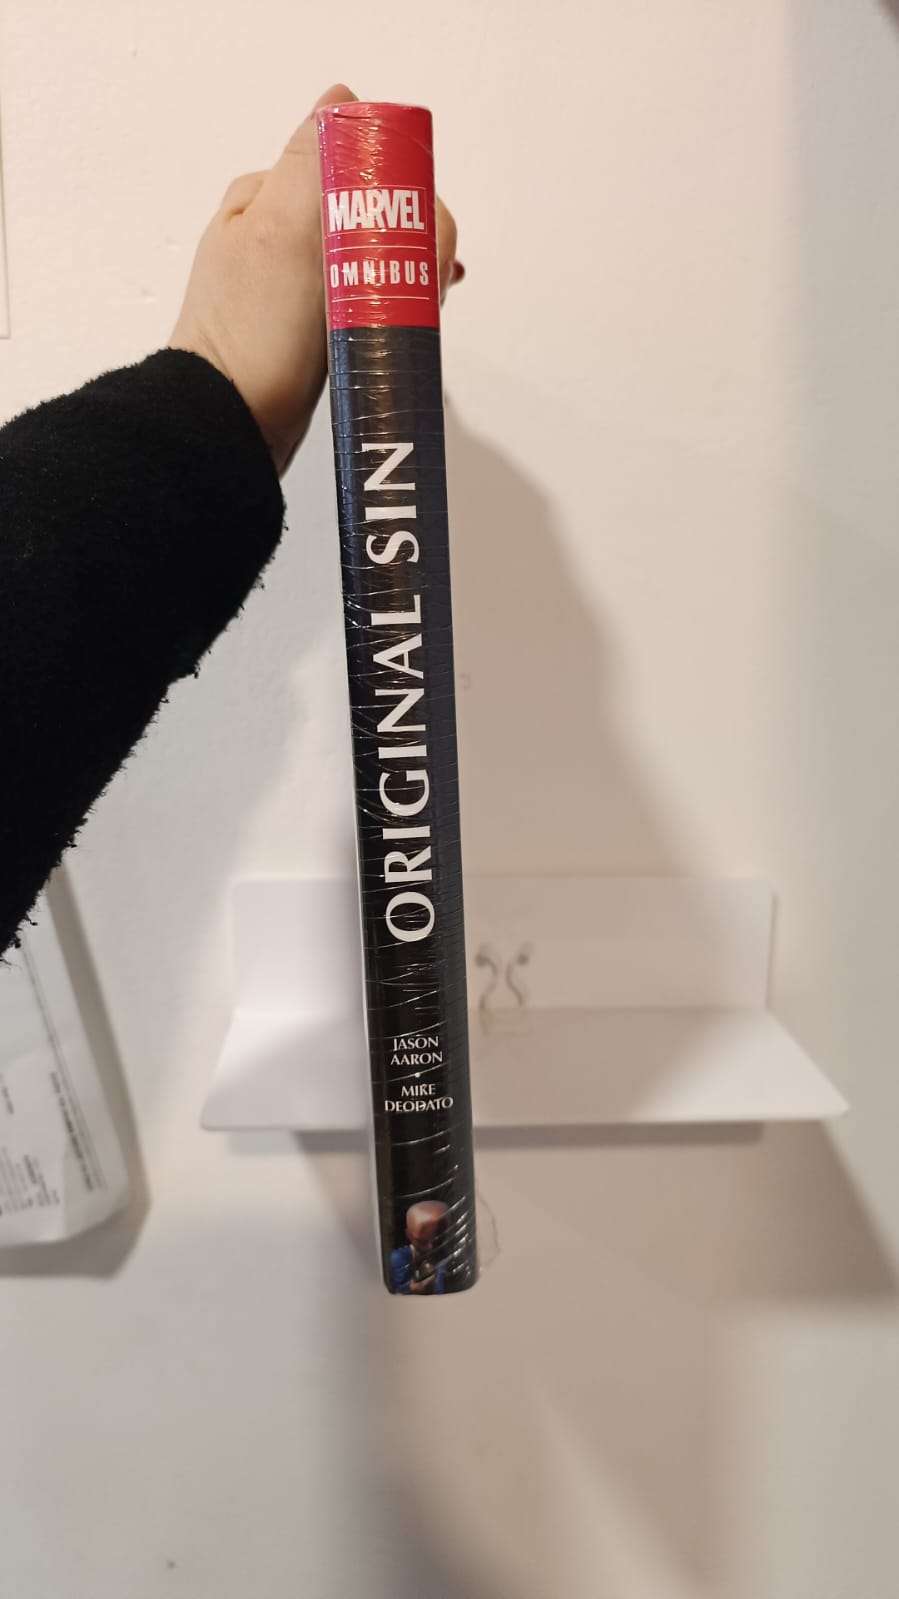 MARVEL
OMNIBUS
ORIGINAL SIN
JASON
AARON
•
MIKE
DEODATO